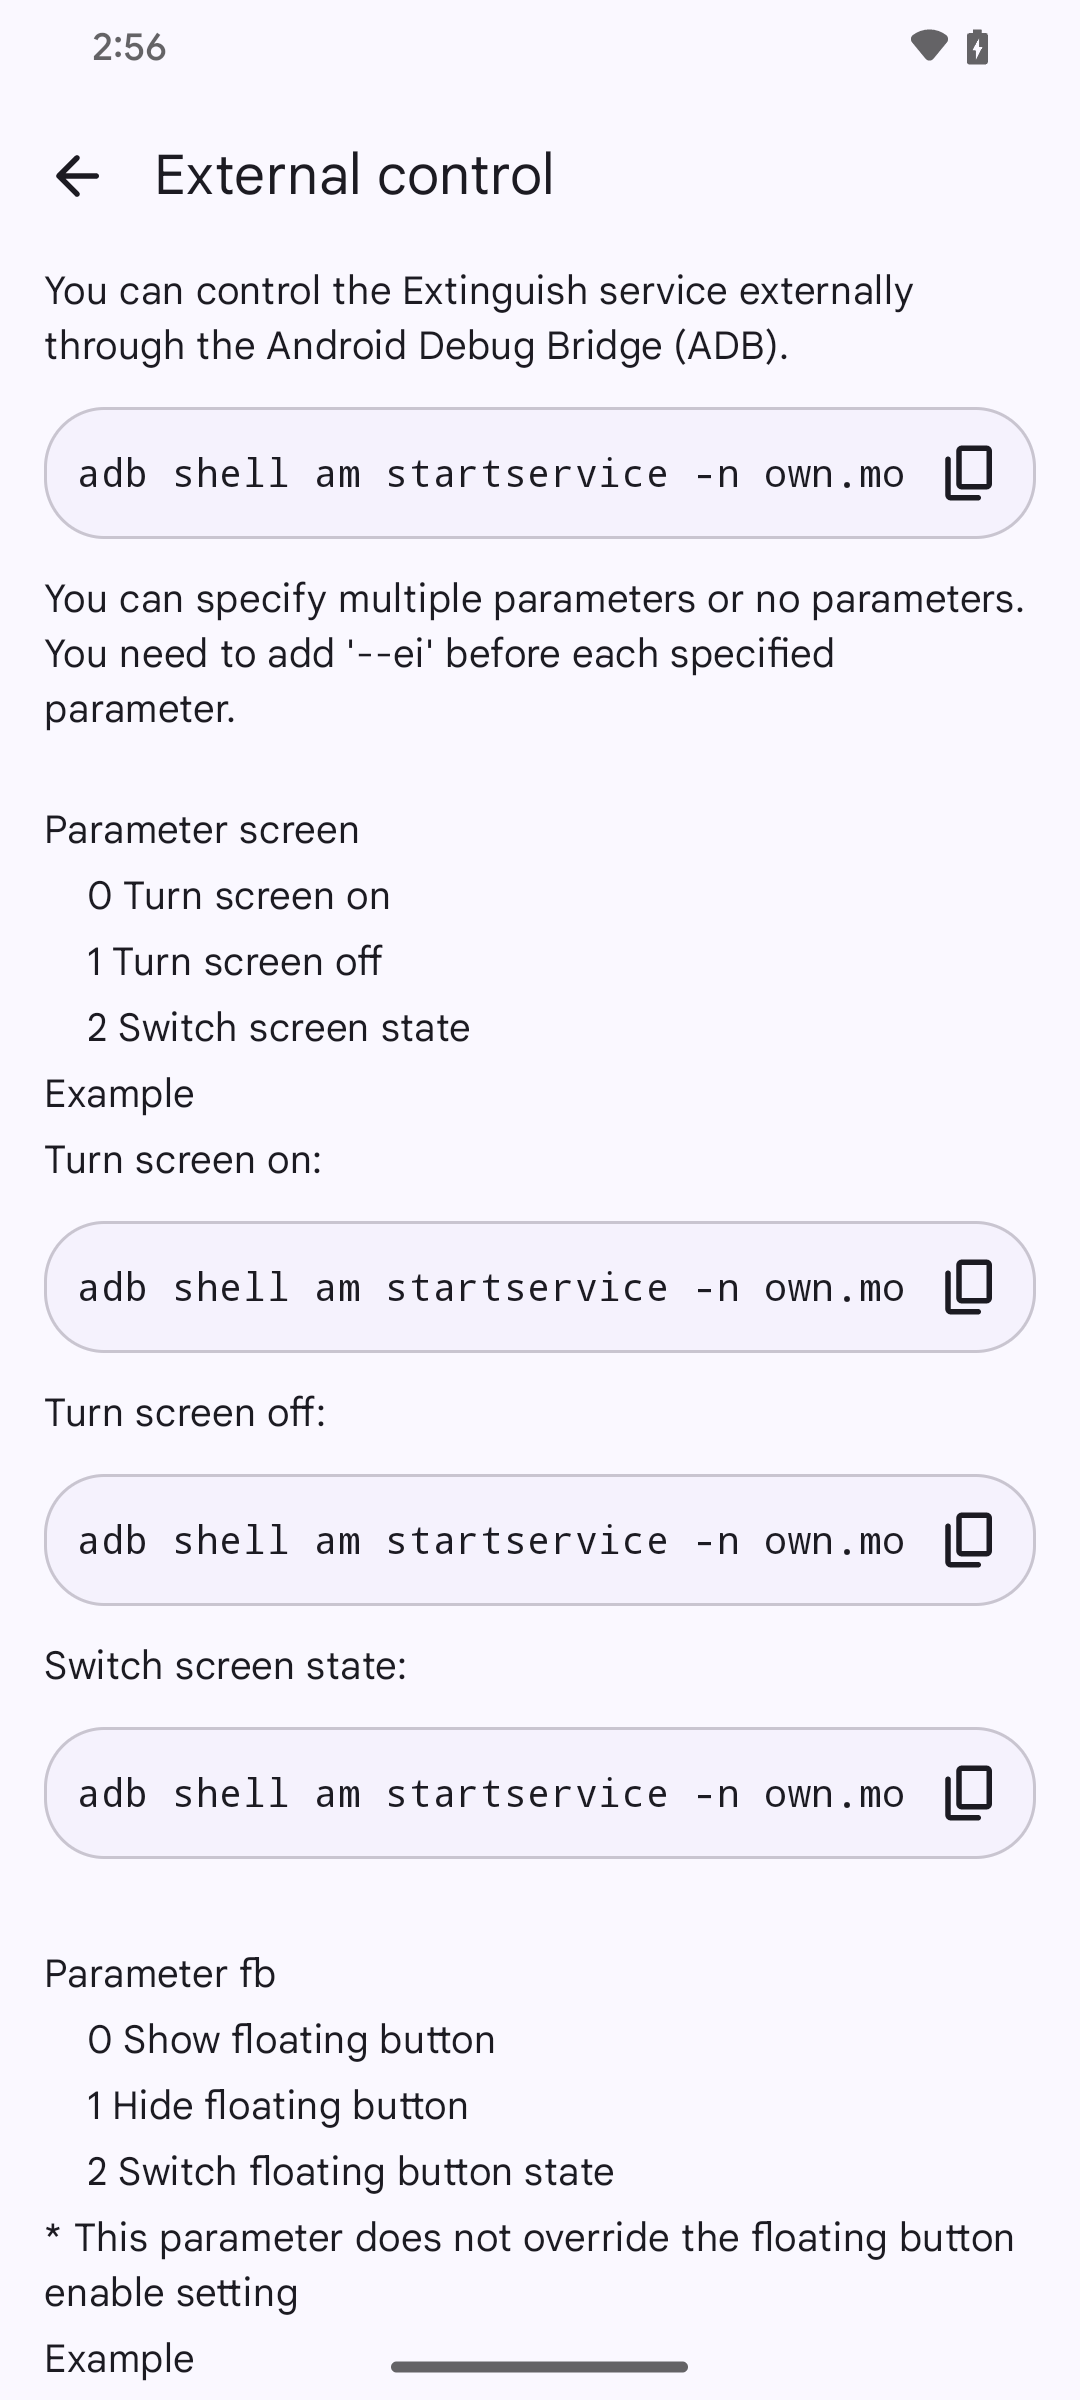 2:56
External control
You can control the Extinguish service externally
through the Android Debug Bridge (ADB).
adb shell am startservice -n own.mo
You can specify multiple parameters or no parameters.
You need to add '--ei' before each specified
parameter.
Parameter screen
0 Turn screen on
1 Turn screen off
2 Switch screen state
Example
Turn screen on:
adb shell am startservice -n own.mo
Turn screen off:
adb shell am startservice -n own.mo
Switch screen state:
adb shell am startservice -n own.mo
Parameter fb
0 Show floating button
1 Hide floating button
2 Switch floating button state
* This parameter does not override the floating button
enable setting
Example